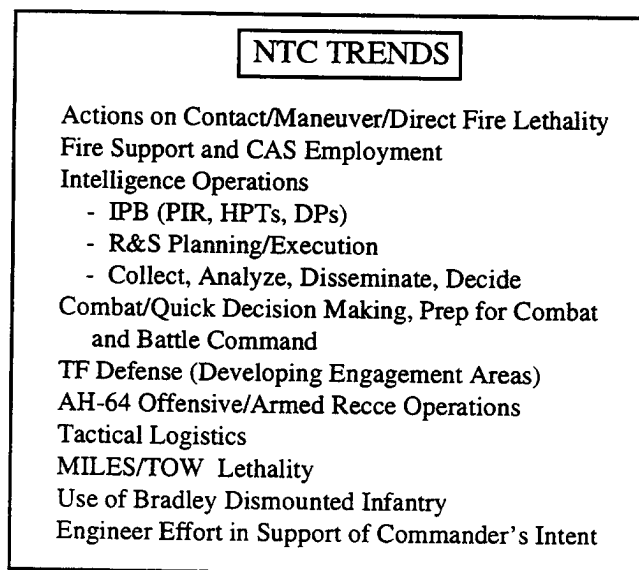 NTC TRENDS
Actions on Contact/Maneuver/Direct Fire Lethality
Fire Support and CAS Employment
Intelligence Operations
- IPB (PIR, HPTs, DPs)
- R&S Planning/Execution
- Collect, Analyze, Disseminate, Decide
Combat/Quick Decision Making, Prep for Combat
and Battle Command
TF Defense (Developing Engagement Areas)
AH-64 Offensive/Armed Recce Operations
Tactical Logistics
MILES/TOW Lethality
Use of Bradley Dismounted Infantry
Engineer Effort in Support of Commander's Intent